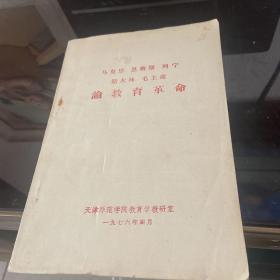 马克思 恩格斯 列宁
斯大林 毛主席
論教育革命
天津师范学院教育学教研室
一九七六年两月